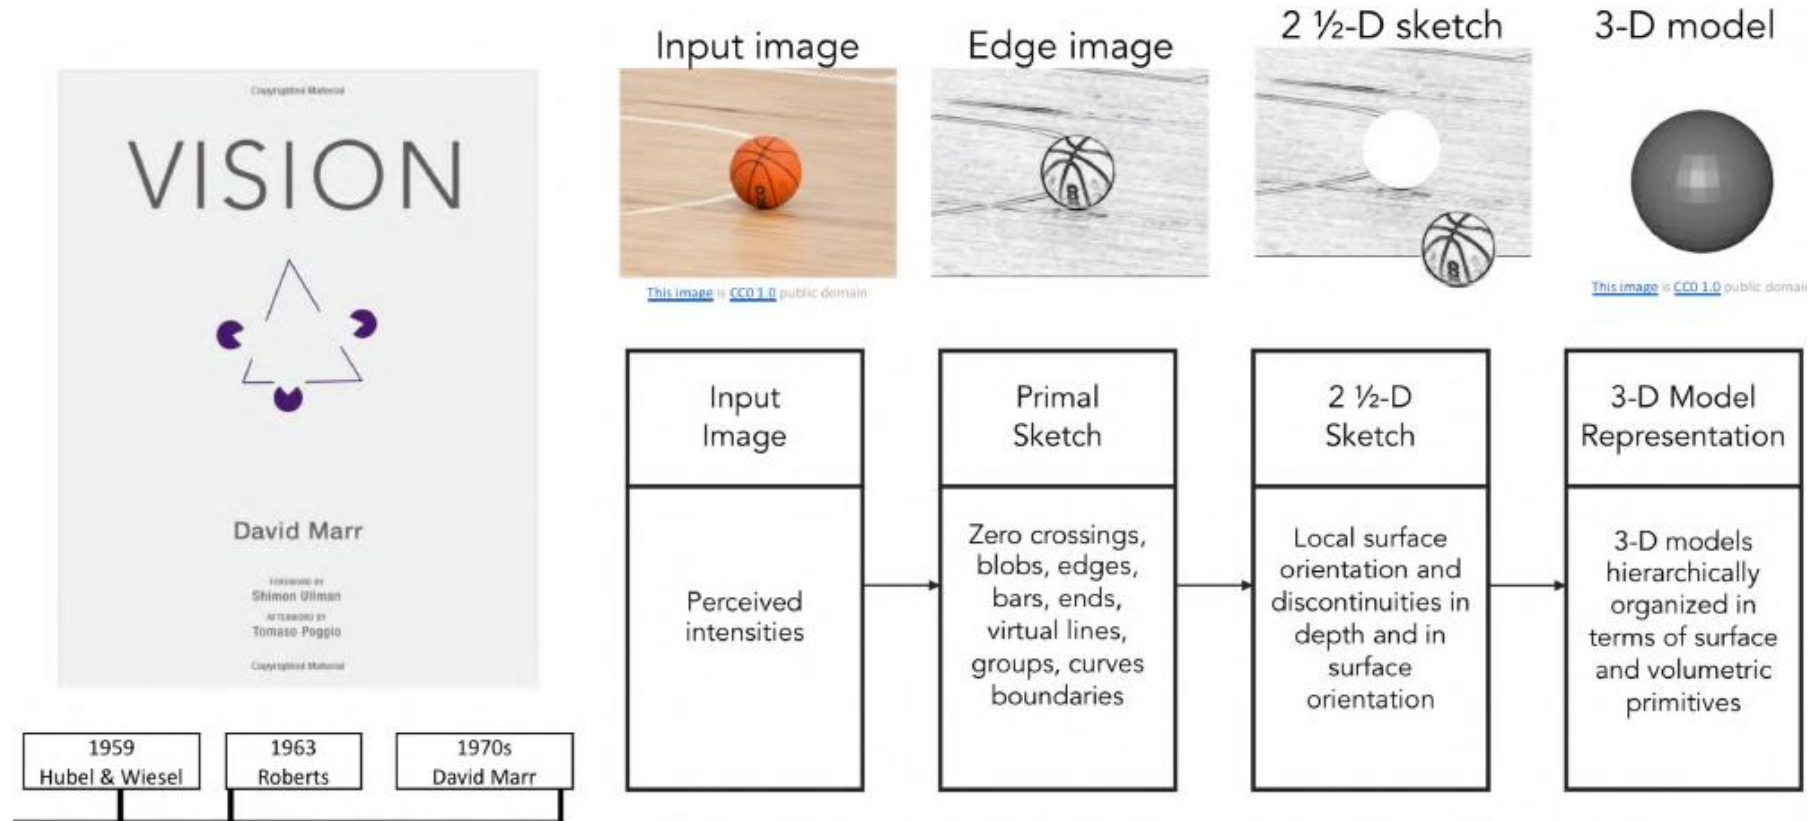 Copyrighted Material
VISION
David Marr
FOREWORD BY
Shimon Ullman
AFTERWORD BY
Tomaso Poggio
Copyrighted Material
1959
Hubel & Wiesel
1963
Roberts
1970s
David Marr
Input image
This image is CC0 1.0 public domain
Edge image
2 ½-D sketch
3-D model
This image is CC0 1.0 public domain
Input
Image
Perceived
intensities
Primal
Sketch
Zero crossings,
blobs, edges,
bars, ends,
virtual lines,
groups, curves
boundaries
2 ½-D
Sketch
Local surface
orientation and
discontinuities in
depth and in
surface
orientation
3-D Model
Representation
3-D models
hierarchically
organized in
terms of surface
and volumetric
primitives